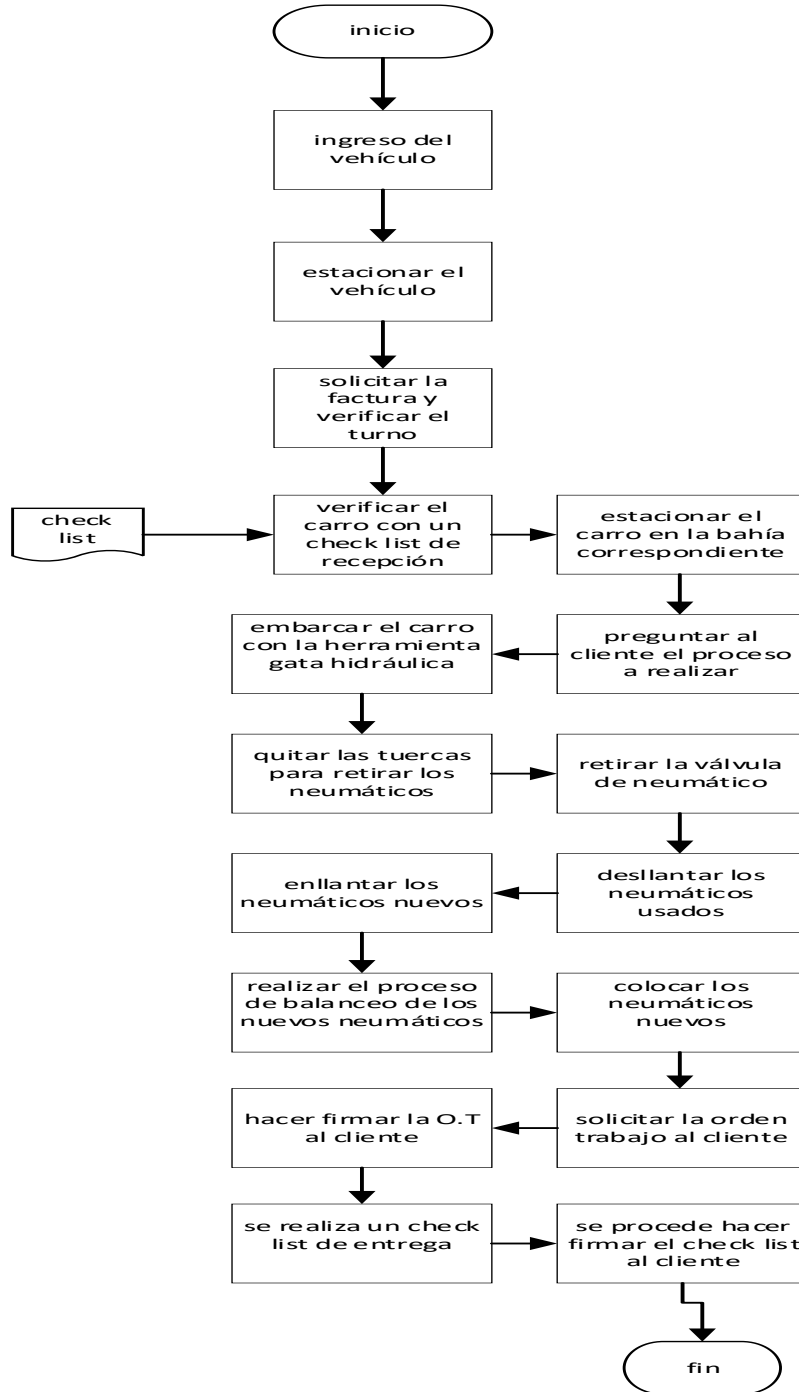 inicio
ingreso del
vehículo
estacionar el
vehículo
solicitar la
factura y
verificar el
turno
check
list
verificar el
carro con un
check list de
recepción
estacionar el
carro en la bahía
correspondiente
preguntar al
cliente el proceso
a realizar
embarcar el carro
con la herramienta
gata hidráulica
quitar las tuercas
para retirar los
neumáticos
retirar la válvula
de neumático
desllantar los
neumáticos
usados
enllantar los
neumáticos nuevos
realizar el proceso
de balanceo de los
nuevos neumáticos
colocar los
neumáticos
nuevos
solicitar la orden
trabajo al cliente
hacer firmar la O.T
al cliente
se realiza un check
list de entrega
se procede hacer
firmar el check list
al cliente
fin